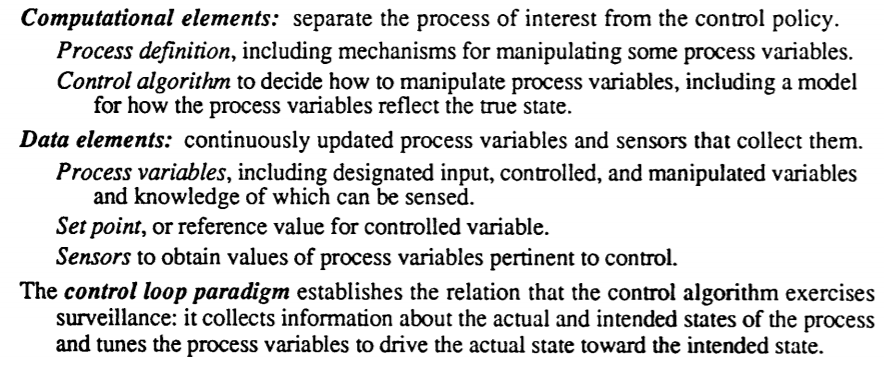 Computational elements: separate the process of interest from the control policy.
Process definition, including mechanisms for manipulating some process variables.
Control algorithm to decide how to manipulate process variables, including a model
for how the process variables reflect the true state.
Data elements: continuously updated process variables and sensors that collect them.
Process variables, including designated input, controlled, and manipulated variables
and knowledge of which can be sensed.
Set point, or reference value for controlled variable.
Sensors to obtain values of process variables pertinent to control.
The control loop paradigm establishes the relation that the control algorithm exercises
surveillance: it collects information about the actual and intended states of the process
and tunes the process variables to drive the actual state toward the intended state.